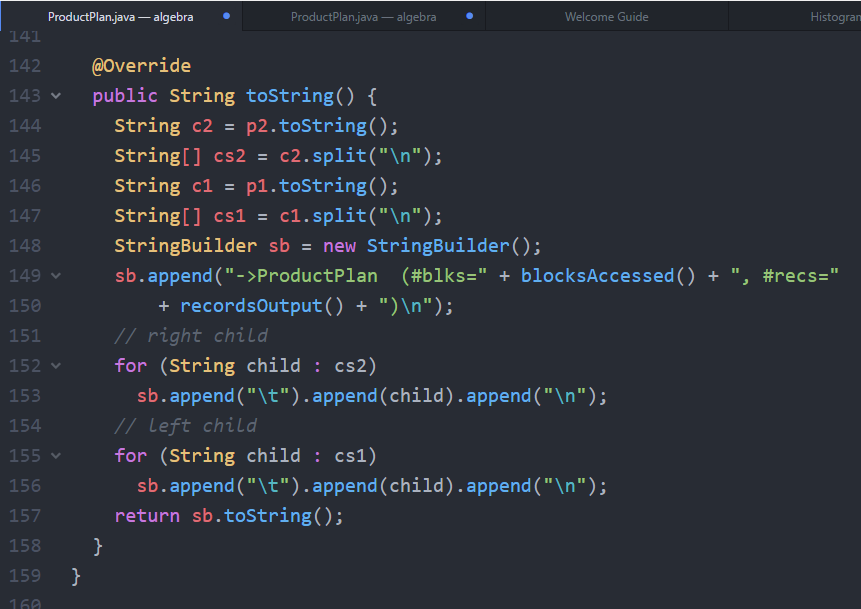 ProductPlan.java — algebra
ProductPlan.java — algebra
Welcome Guide
Histogram
141
142 @Override
143 public String toString() {
144 String c2 = p2.toString();
145 String[] cs2 = c2.split("\n");
146 String c1 = p1.toString();
147 String[] cs1 = c1.split("\n");
148 StringBuilder sb = new StringBuilder();
149 sb.append("->ProductPlan  (#blks=" + blocksAccessed() + ", #recs="
150 + recordsOutput() + ")\n");
151 // right child
152 for (String child : cs2)
153 sb.append("\t").append(child).append("\n");
154 // left child
155 for (String child : cs1)
156 sb.append("\t").append(child).append("\n");
157 return sb.toString();
158 }
159 }
160